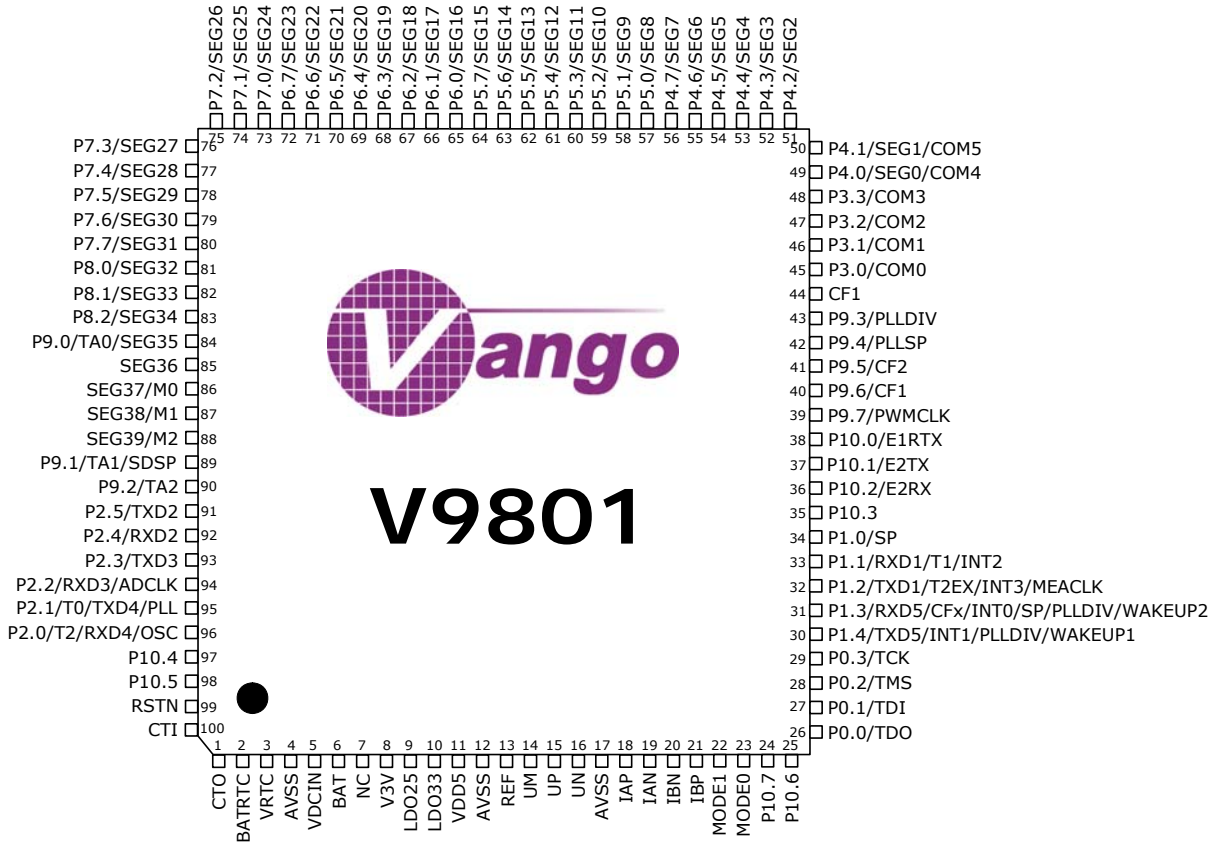 P7.2/SEG26
P7.1/SEG25
P7.0/SEG24
P6.7/SEG23
P6.6/SEG22
P6.5/SEG21
P6.4/SEG20
P6.3/SEG19
P6.2/SEG18
P6.1/SEG17
P6.0/SEG16
P5.7/SEG15
P5.6/SEG14
P5.5/SEG13
P5.4/SEG12
P5.3/SEG11
P5.2/SEG10
P5.1/SEG9
P5.0/SEG8
P4.7/SEG7
P4.6/SEG6
P4.5/SEG5
P4.4/SEG4
P4.3/SEG3
P4.2/SEG2
75 74 73 72 71 70 69 68 67 66 65 64 63 62 61 60 59 58 57 56 55 54 53 52 51
P7.3/SEG27 76
P7.4/SEG28 77
P7.5/SEG29 78
P7.6/SEG30 79
P7.7/SEG31 80
P8.0/SEG32 81
P8.1/SEG33 82
P8.2/SEG34 83
P9.0/TA0/SEG35 84
SEG36 85
SEG37/M0 86
SEG38/M1 87
SEG39/M2 88
P9.1/TA1/SDSP 89
P9.2/TA2 90
P2.5/TXD2 91
P2.4/RXD2 92
P2.3/TXD3 93
P2.2/RXD3/ADCLK 94
P2.1/T0/TXD4/PLL 95
P2.0/T2/RXD4/OSC 96
P10.4 97
P10.5 98
RSTN 99
CTI 100
Vango
V9801
50 P4.1/SEG1/COM5
49 P4.0/SEG0/COM4
48 P3.3/COM3
47 P3.2/COM2
46 P3.1/COM1
45 P3.0/COM0
44 CF1
43 P9.3/PLLDIV
42 P9.4/PLLSP
41 P9.5/CF2
40 P9.6/CF1
39 P9.7/PWMCLK
38 P10.0/E1RTX
37 P10.1/E2TX
36 P10.2/E2RX
35 P10.3
34 P1.0/SP
33 P1.1/RXD1/T1/INT2
32 P1.2/TXD1/T2EX/INT3/MEACLK
31 P1.3/RXD5/CFx/INT0/SP/PLLDIV/WAKEUP2
30 P1.4/TXD5/INT1/PLLDIV/WAKEUP1
29 P0.3/TCK
28 P0.2/TMS
27 P0.1/TDI
26 P0.0/TDO
1 2 3 4 5 6 7 8 9 10 11 12 13 14 15 16 17 18 19 20 21 22 23 24 25
CTO
BATRTC
VRTC
AVSS
VDCIN
BAT
NC
V3V
LDO25
LDO33
VDD5
AVSS
REF
UM
UP
UN
AVSS
IAP
IAN
IBN
IBP
MODE1
MODE0
P10.7
P10.6